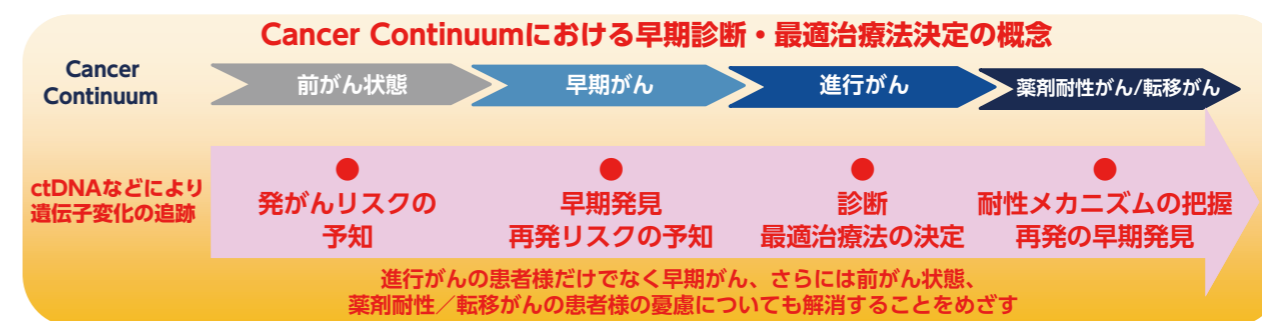 Cancer Continuumにおける早期診断・最適治療法決定の概念
Cancer
Continuum
前がん状態
早期がん
進行がん
薬剤耐性がん/転移がん
ctDNAなどにより
遺伝子変化の追跡
発がんリスクの
予知
早期発見
再発リスクの予知
診断
最適治療法の決定
耐性メカニズムの把握
再発の早期発見
進行がんの患者様だけでなく早期がん、さらには前がん状態、
薬剤耐性／転移がんの患者様の憂慮についても解消することをめざす